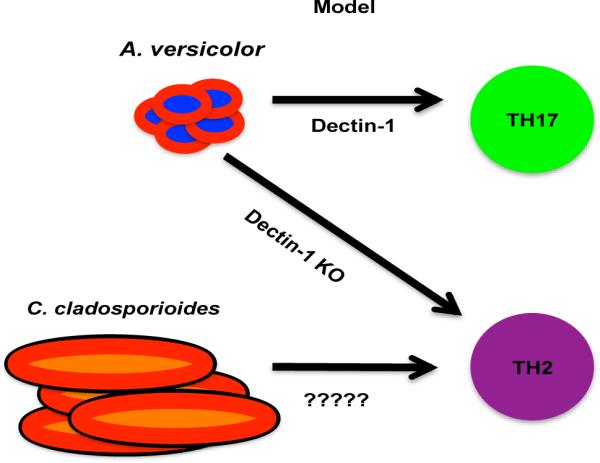 Model
A. versicolor
Dectin-1
TH17
Dectin-1 KO
C. cladosporioides
?????
TH2